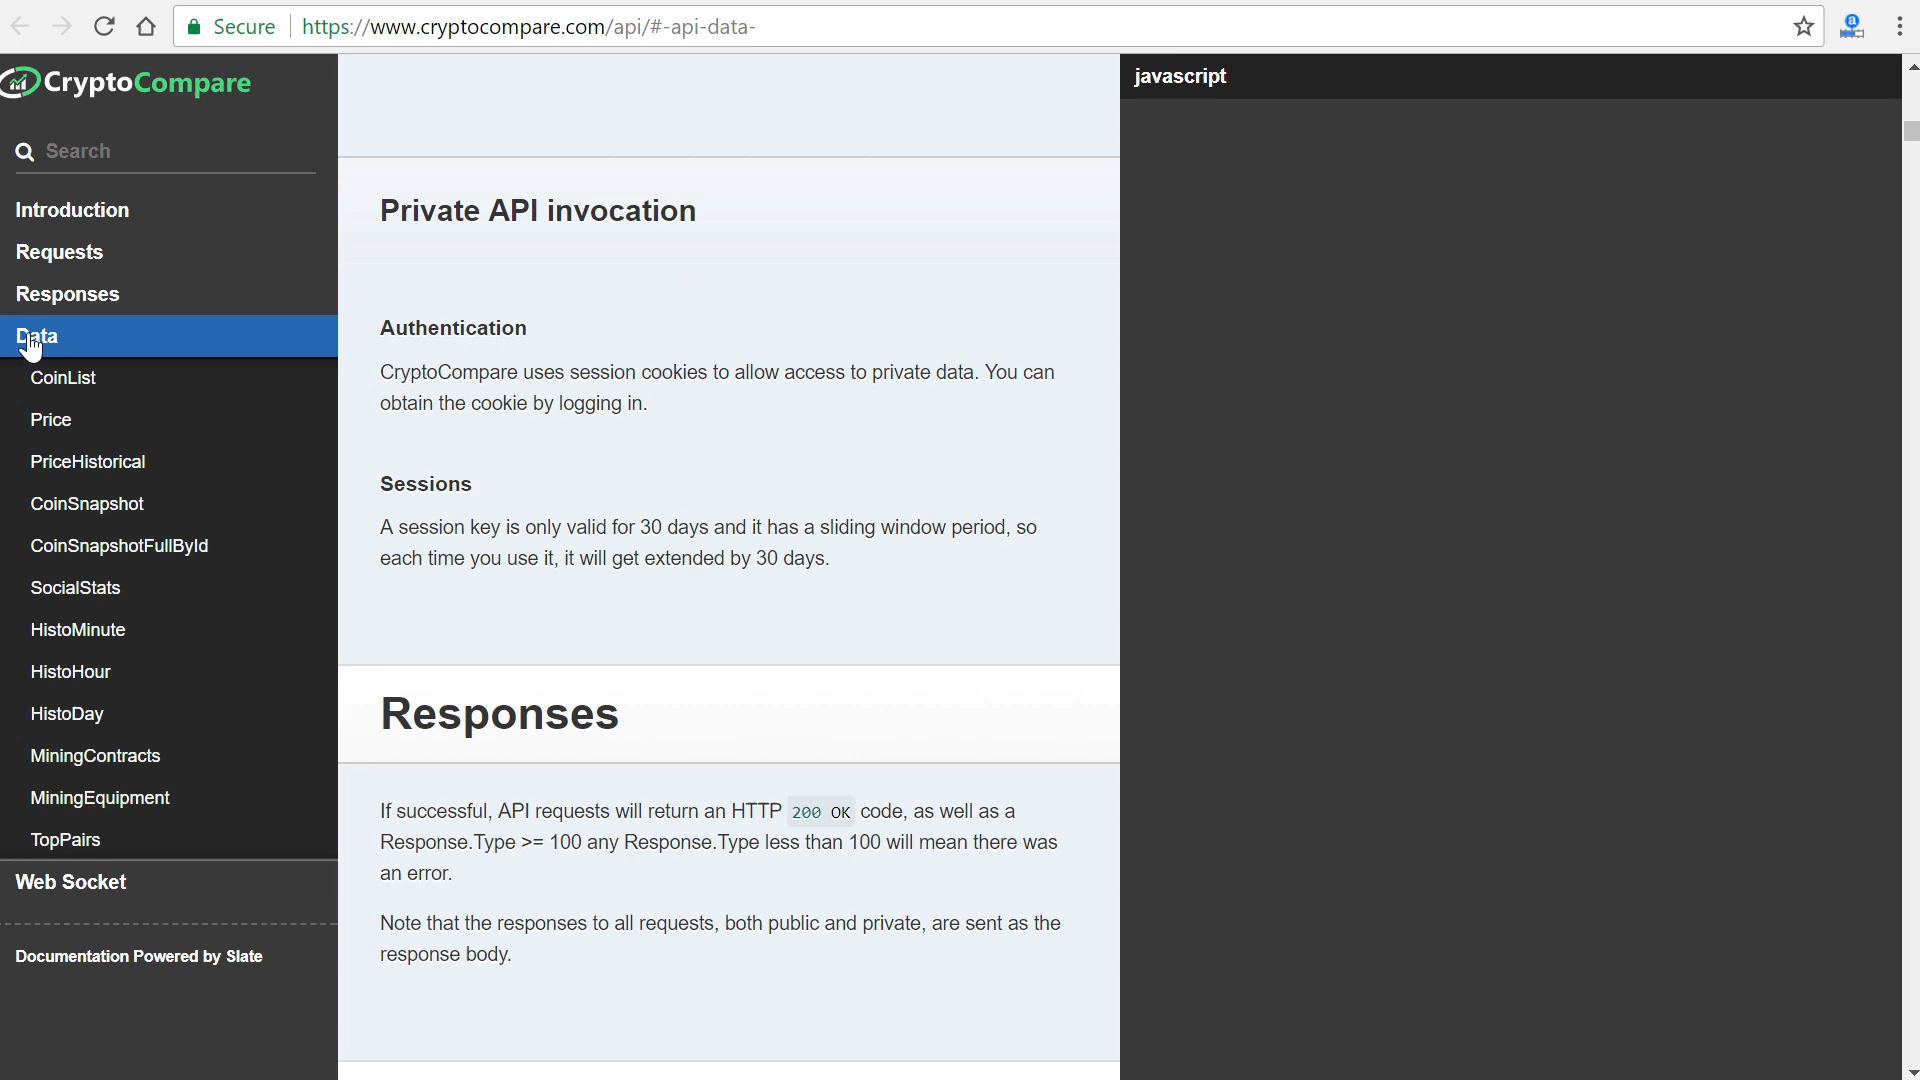 Secure https://www.cryptocompare.com/api/#-api-data-
a
CryptoCompare
Search
Introduction
Requests
Responses
Data
CoinList
Price
PriceHistorical
CoinSnapshot
CoinSnapshotFullById
SocialStats
HistoMinute
HistoHour
HistoDay
MiningContracts
MiningEquipment
TopPairs
Web Socket
Documentation Powered by Slate
Private API invocation
Authentication
CryptoCompare uses session cookies to allow access to private data. You can
obtain the cookie by logging in.
Sessions
A session key is only valid for 30 days and it has a sliding window period, so
each time you use it, it will get extended by 30 days.
Responses
If successful, API requests will return an HTTP 200 OK code, as well as a
Response.Type >= 100 any Response.Type less than 100 will mean there was
an error.
Note that the responses to all requests, both public and private, are sent as the
response body.
javascript